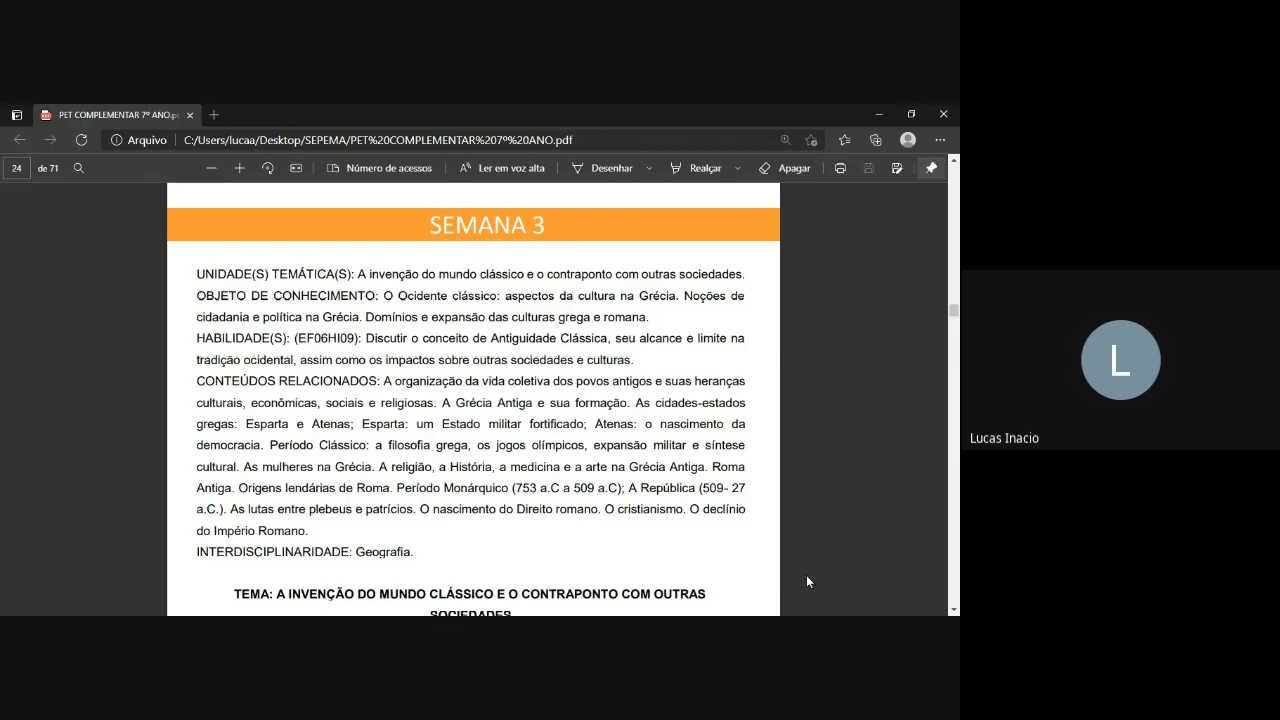 PET COMPLEMENTAR 7º ANO.pd
Arquivo
C:/Users/lucaa/Desktop/SEPEMA/PET%20COMPLEMENTAR%207º%20ANO.pdf
24 de 71
Número de acessos
Ler em voz alta
Desenhar
Realçar
Apagar
SEMANA 3
UNIDADE(S) TEMÁTICA(S): A invenção do mundo clássico e o contraponto com outras sociedades.
OBJETO DE CONHECIMENTO: O Ocidente clássico: aspectos da cultura na Grécia. Noções de
cidadania e política na Grécia. Domínios e expansão das culturas grega e romana.
HABILIDADE(S): (EF06HI09): Discutir o conceito de Antiguidade Clássica, seu alcance e limite na
tradição ocidental, assim como os impactos sobre outras sociedades e culturas.
CONTEÚDOS RELACIONADOS: A organização da vida coletiva dos povos antigos e suas heranças
culturais, econômicas, sociais e religiosas. A Grécia Antiga e sua formação. As cidades-estados
gregas: Esparta e Atenas; Esparta: um Estado militar fortificado; Atenas: o nascimento da
democracia. Período Clássico: a filosofia grega, os jogos olímpicos, expansão militar e síntese
cultural. As mulheres na Grécia. A religião, a História, a medicina e a arte na Grécia Antiga. Roma
Antiga. Origens lendárias de Roma. Período Monárquico (753 a.C a 509 a.C); A República (509- 27
a.C.). As lutas entre plebeus e patrícios. O nascimento do Direito romano. O cristianismo. O declínio
do Império Romano.
INTERDISCIPLINARIDADE: Geografia.
TEMA: A INVENÇÃO DO MUNDO CLÁSSICO E O CONTRAPONTO COM OUTRAS
SOCIEDADES
L
Lucas Inacio